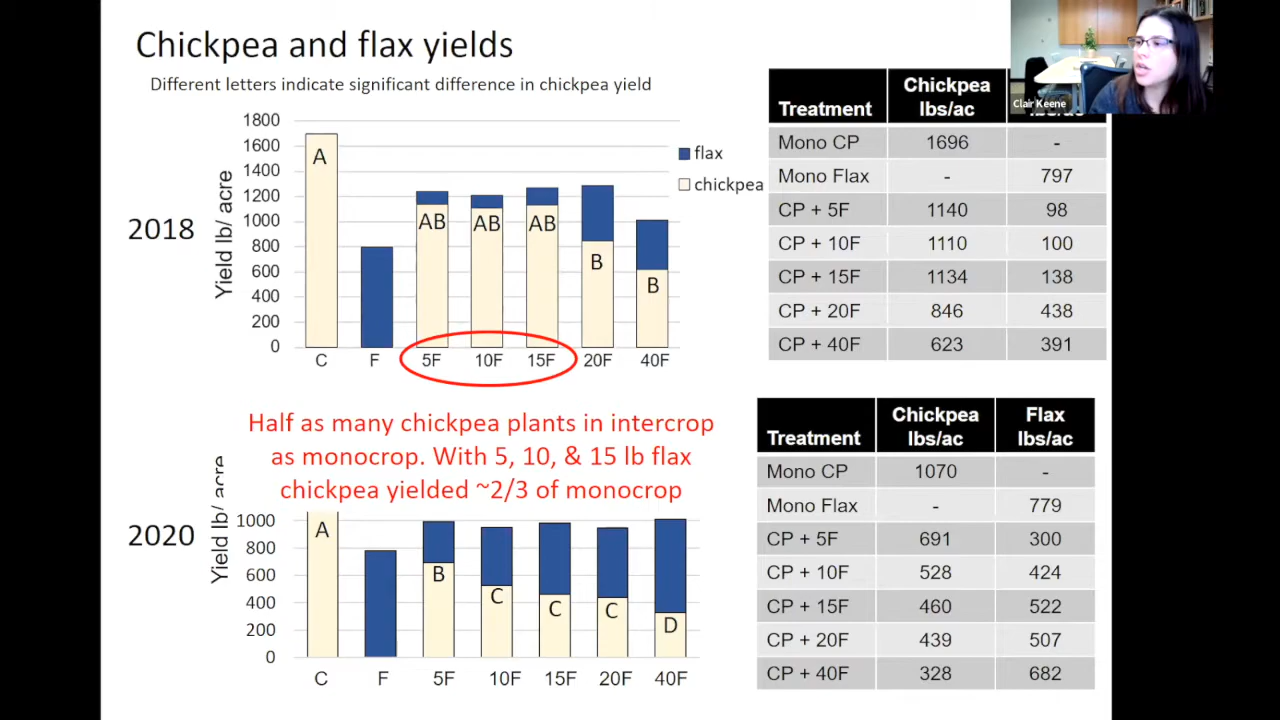 Chickpea and flax yields
Different letters indicate significant difference in chickpea yield
2018
Yield lb/ acre
1800
1600
1400
1200
1000
800
600
400
200
0
A
AB
AB
AB
B
B
C
F
5F
10F
15F
20F
40F
flax
chickpea
Clair Keene
Treatment Chickpea lbs/ac
Mono CP 1696 -
Mono Flax - 797
CP + 5F 1140 98
CP + 10F 1110 100
CP + 15F 1134 138
CP + 20F 846 438
CP + 40F 623 391
Half as many chickpea plants in intercrop
as monocrop. With 5, 10, & 15 lb flax
chickpea yielded ~2/3 of monocrop
2020
Yield lb/ acre
1000
800
600
400
200
0
A
B
C
C
C
D
C
F
5F
10F
15F
20F
40F
Treatment Chickpea lbs/ac Flax lbs/ac
Mono CP 1070 -
Mono Flax - 779
CP + 5F 691 300
CP + 10F 528 424
CP + 15F 460 522
CP + 20F 439 507
CP + 40F 328 682